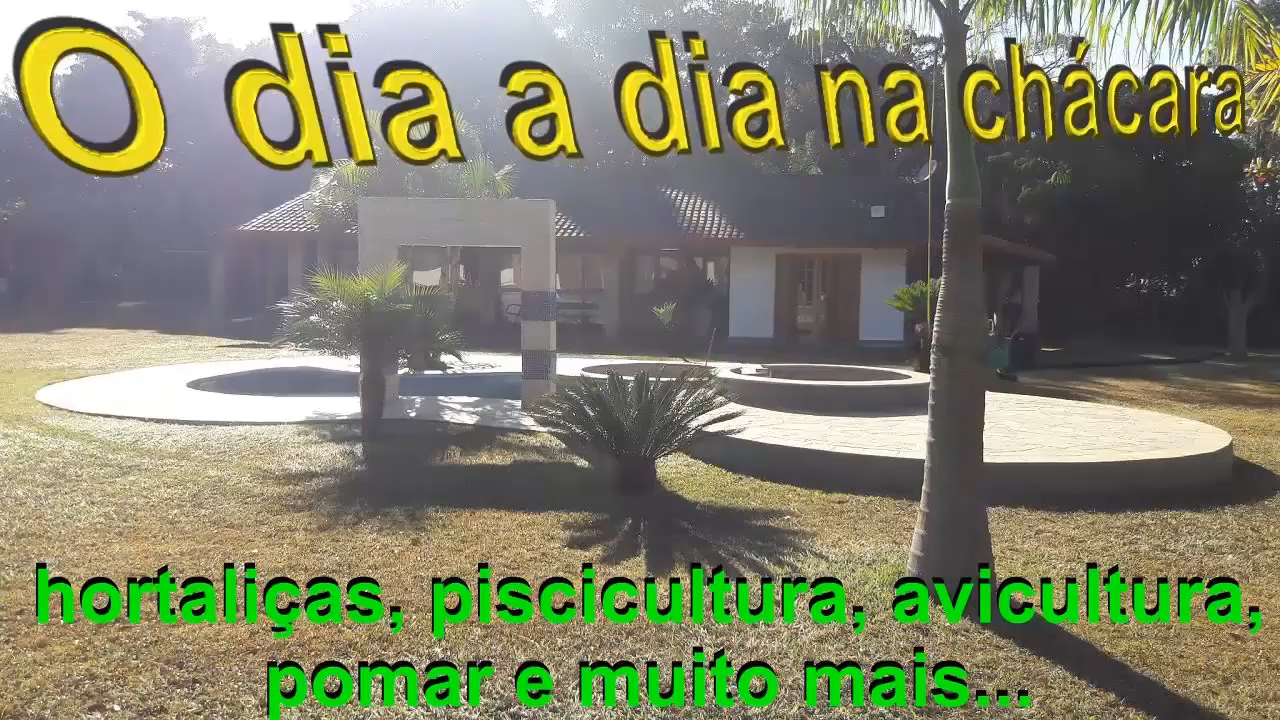 O dia a dia na chácara
hortaliças, piscicultura, avicultura,
pomar e muito mais...